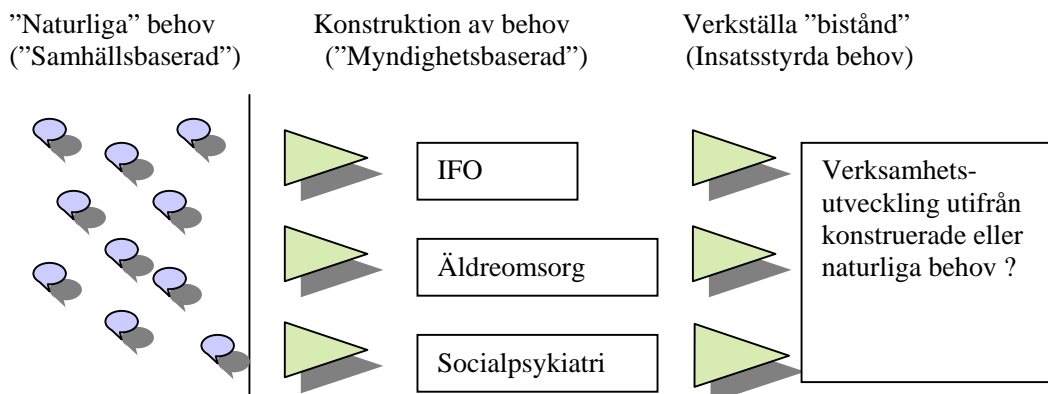 ”Naturliga” behov
(”Samhällsbaserad”)
Konstruktion av behov
(”Myndighetsbaserad”)
Verkställa ”bistånd”
(Insatsstyrda behov)
IFO
Äldreomsorg
Socialpsykiatri
Verksamhets-
utveckling utifrån
konstruerade eller
naturliga behov ?